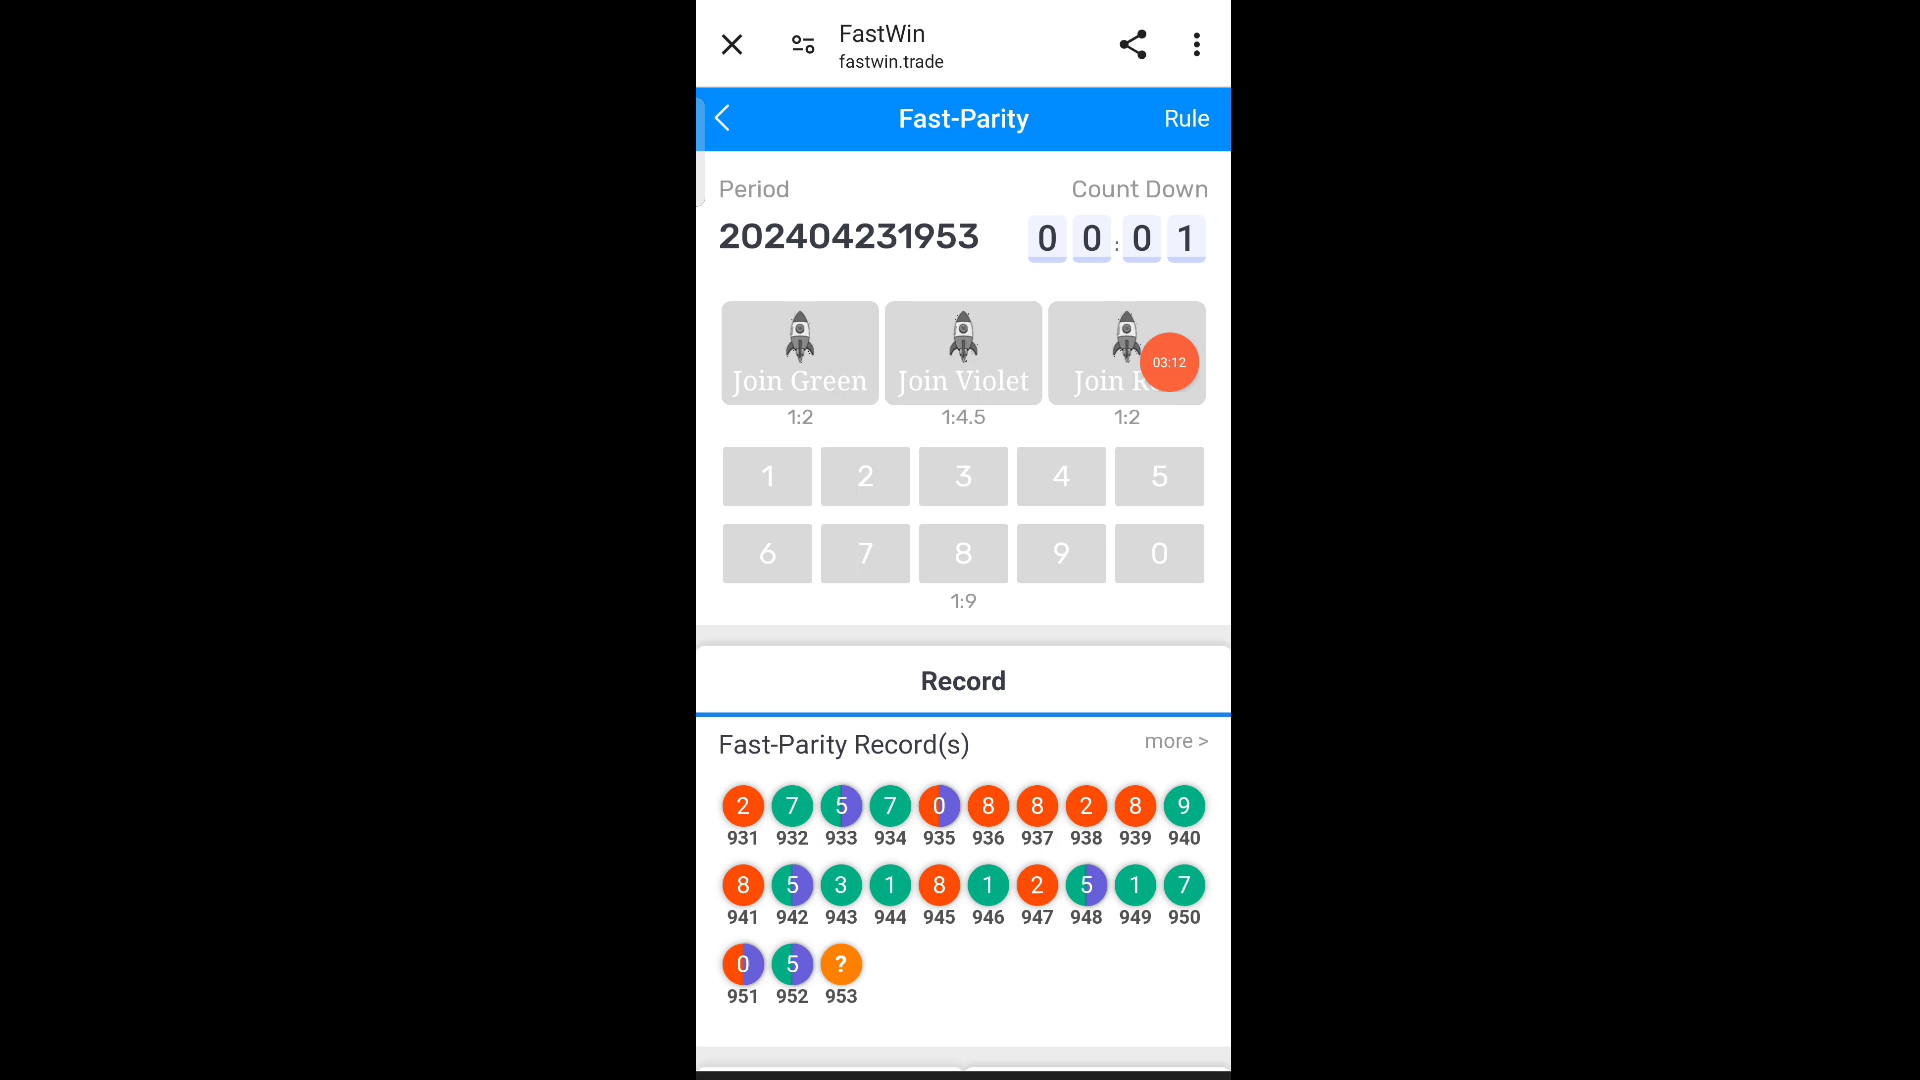 FastWin
fastwin.trade
Fast-Parity Rule
Period Count Down
202404231953 0 0 : 0 1
Join Green Join Violet Join
03:12
1:2 1:4.5 1:2
1 2 3 4 5
6 7 8 9 0
1:9
Record
Fast-Parity Record(s) more >
2 7 5 7 0 8 8 2 8 9
931 932 933 934 935 936 937 938 939 940
8 5 3 1 8 1 2 5 1 7
941 942 943 944 945 946 947 948 949 950
0 5 ?
951 952 953